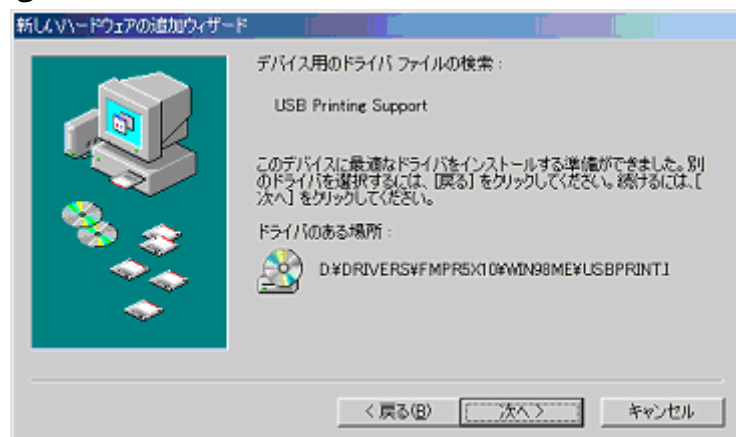 新しいハードウェアの追加ウィザード
デバイス用のドライバ ファイルの検索 :
USB Printing Support
このデバイスに最適なドライバをインストールする準備ができました。別
のドライバを選択するには、[戻る] をクリックしてください。続けるには、[
次へ] をクリックしてください。
ドライバのある場所 :
D:¥DRIVERS¥FMPR5X10¥WIN98ME¥USBPRINT.I
< 戻る(B)
次へ >
キャンセル